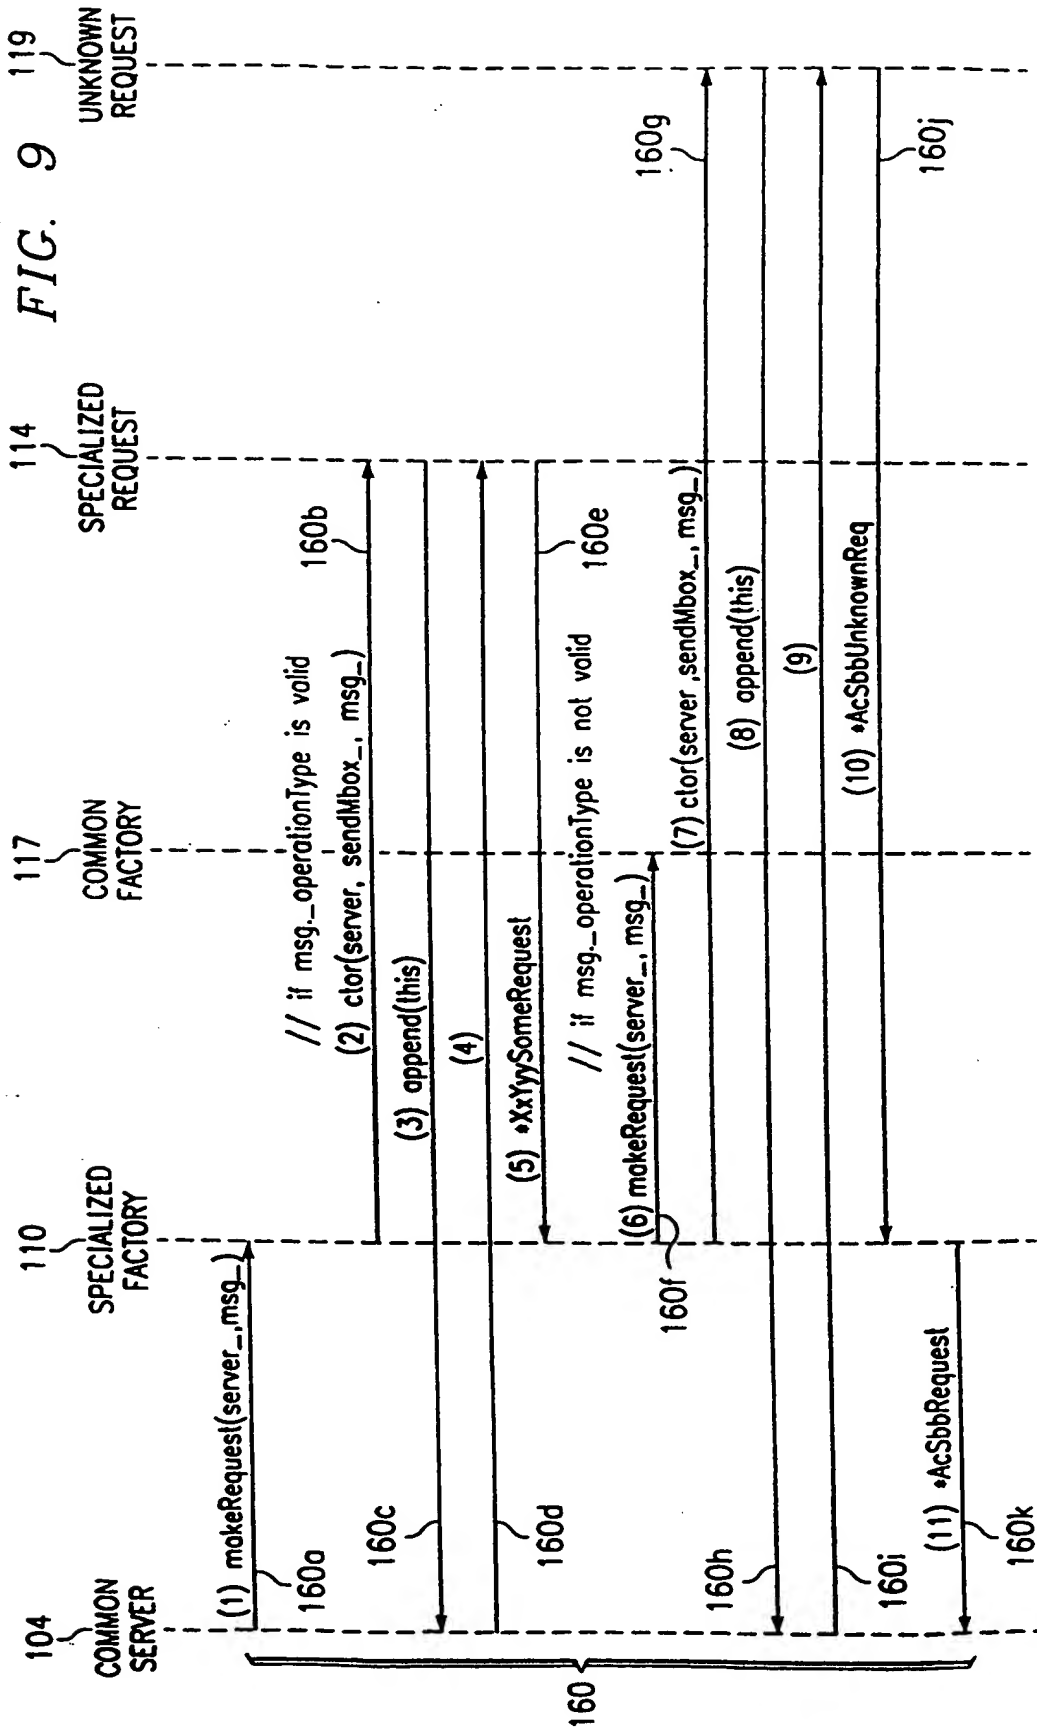 FIG. 9
104
COMMON
SERVER
110
SPECIALIZED
FACTORY
117
COMMON
FACTORY
114
SPECIALIZED
REQUEST
119
UNKNOWN
REQUEST
(1) makeRequest(server_,msg_)
160a
// if msg._operationType is valid
(2) ctor(server, sendMbox_, msg_)
160b
(3) append(this)
160c
(4)
160d
(5) *XxYyySomeRequest
160e
// if msg._operationType is not valid
(6) makeRequest(server_, msg_)
160f
(7) ctor(server ,sendMbox_, msg_)
160g
(8) append(this)
160h
(9)
160i
(10) *AcSbbUnknownReq
160j
(11) *AcSbbRequest
160k
160